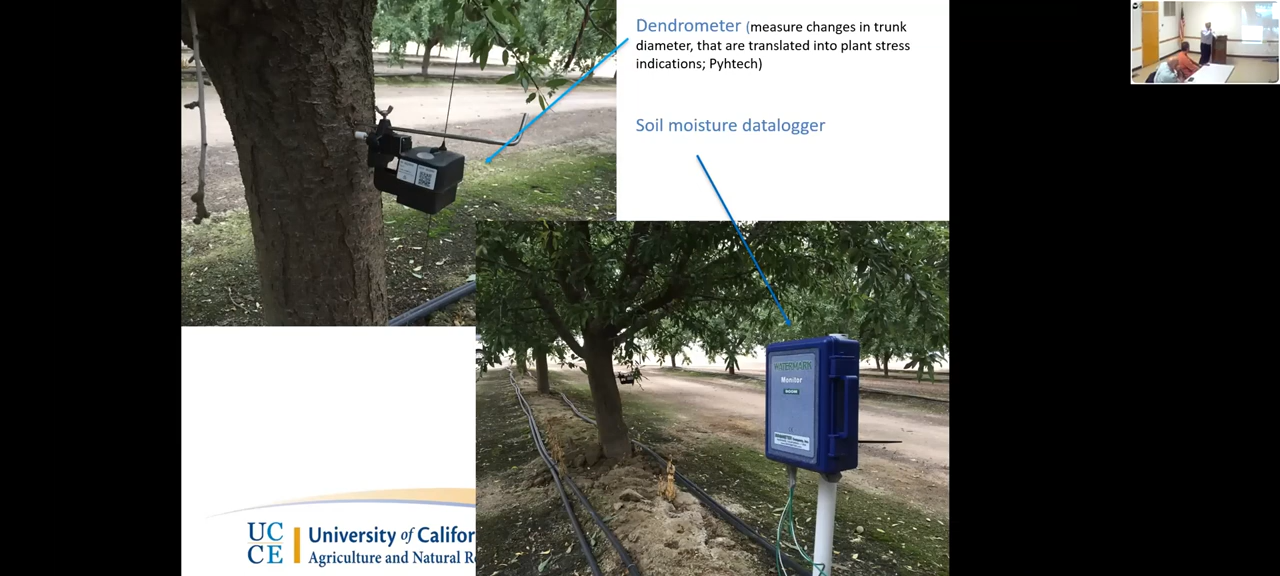 Dendrometer (measure changes in trunk
diameter, that are translated into plant stress
indications; Pyhtech)
Soil moisture datalogger
WATERMARK
Monitor
UC
CE
University of Califor
Agriculture and Natural R